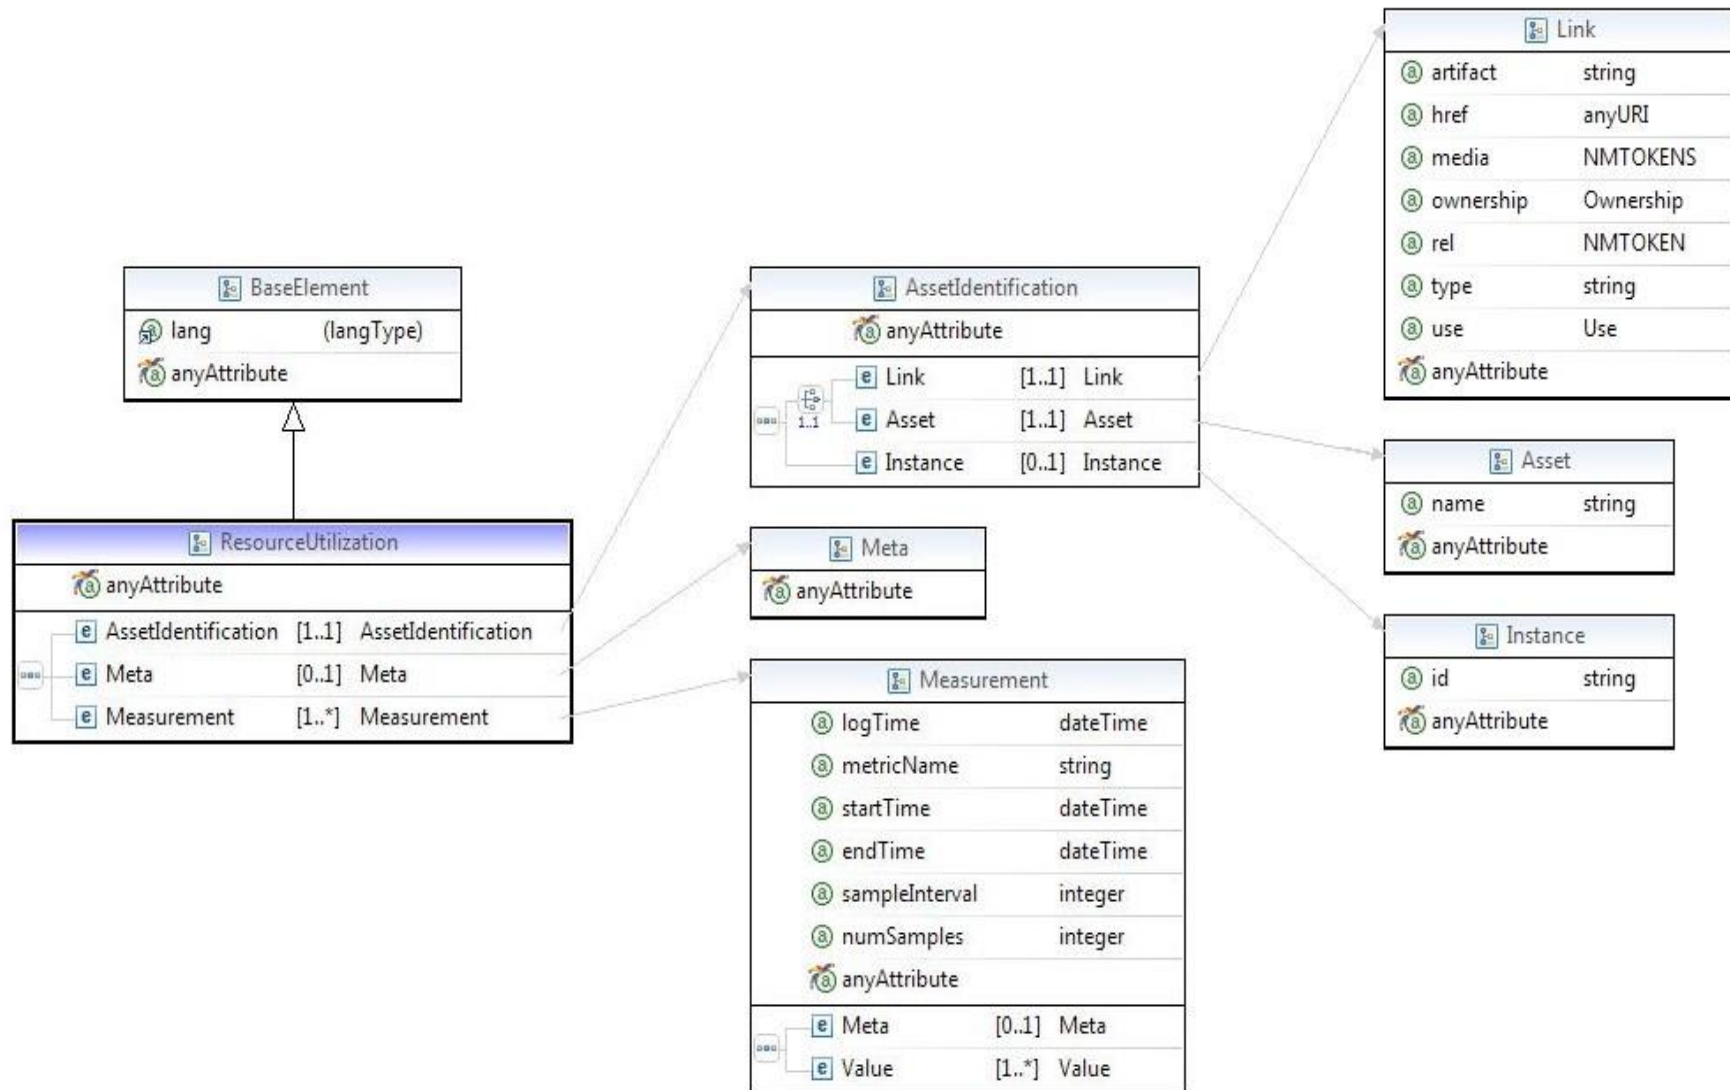 BaseElement
lang (langType)
anyAttribute
ResourceUtilization
anyAttribute
AssetIdentification [1..1] AssetIdentification
Meta [0..1] Meta
Measurement [1..*] Measurement
AssetIdentification
anyAttribute
1..1
Link [1..1] Link
Asset [1..1] Asset
Instance [0..1] Instance
Meta
anyAttribute
Measurement
logTime dateTime
metricName string
startTime dateTime
endTime dateTime
sampleInterval integer
numSamples integer
anyAttribute
Meta [0..1] Meta
Value [1..*] Value
Link
artifact string
href anyURI
media NMTOKENS
ownership Ownership
rel NMTOKEN
type string
use Use
anyAttribute
Asset
name string
anyAttribute
Instance
id string
anyAttribute